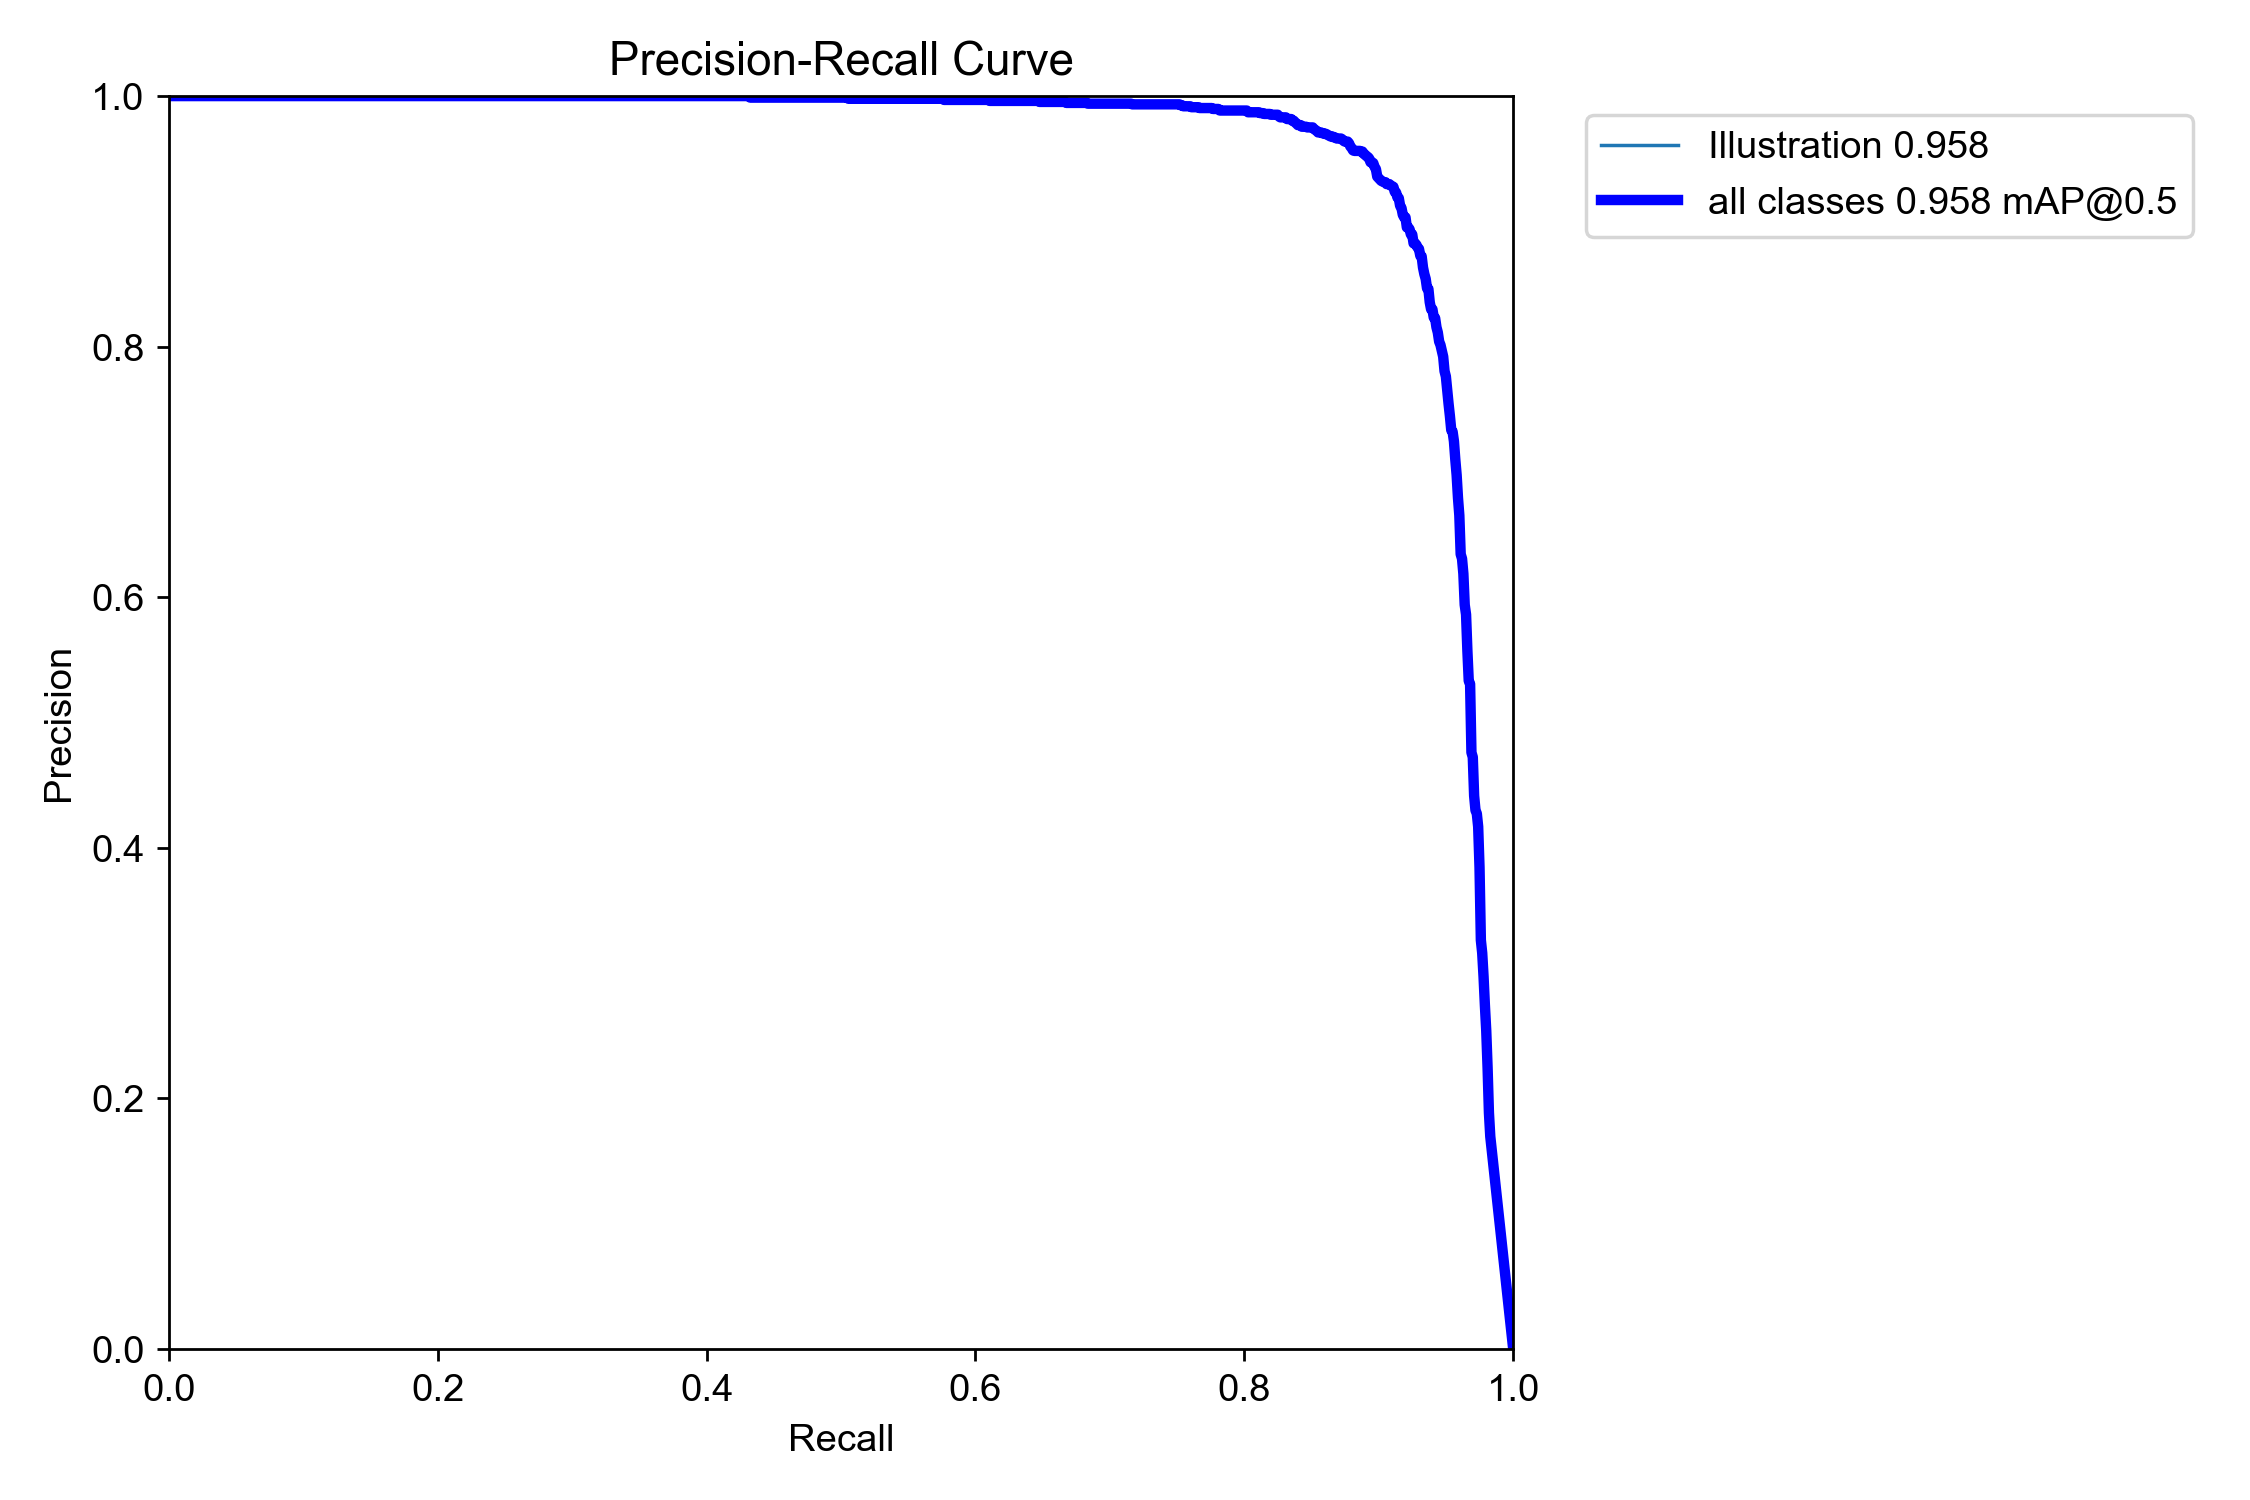 Precision-Recall Curve
1.0
0.8
0.6
0.4
0.2
0.0
Precision
0.0 0.2 0.4 0.6 0.8 1.0
Recall
Illustration 0.958
all classes 0.958 mAP@0.5